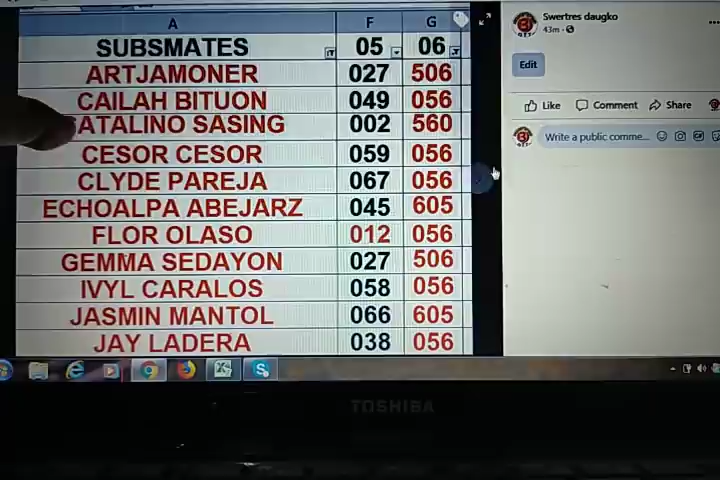 A F G
SUBSMATES 05 06
ARTJAMONER 027 506
CAILAH BITUON 049 056
ATALINO SASING 002 560
CESOR CESOR 059 056
CLYDE PAREJA 067 056
ECHOALPA ABEJARZ 045 605
FLOR OLASO 012 056
GEMMA SEDAYON 027 506
IVYL CARALOS 058 056
JASMIN MANTOL 066 605
JAY LADERA 038 056
Swertres daugko
43m
Edit
Like Comment Share
Write a public comme...
TOSHIBA